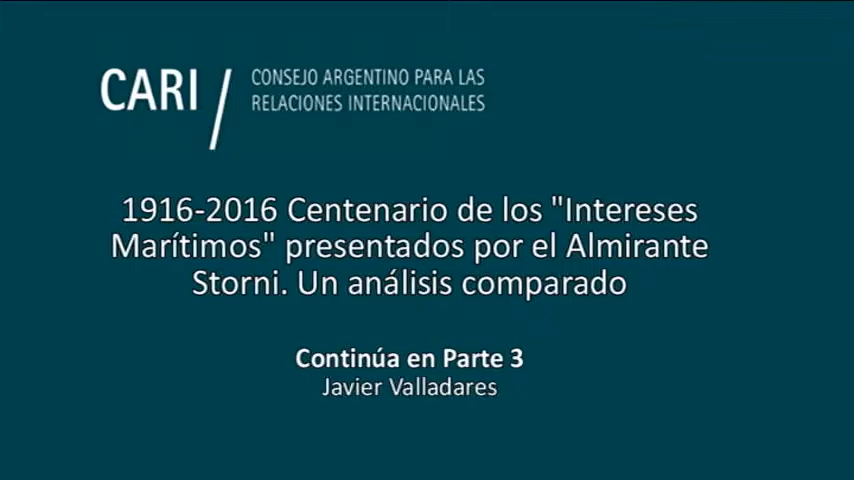 CARI
CONSEJO ARGENTINO PARA LAS
RELACIONES INTERNACIONALES
1916-2016 Centenario de los "Intereses
Marítimos" presentados por el Almirante
Storni. Un análisis comparado
Continúa en Parte 3
Javier Valladares